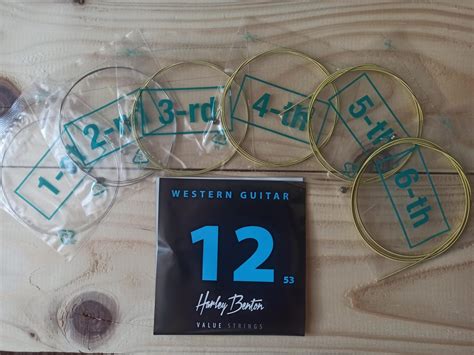 1-st
2-nd
3-rd
4-th
5-th
6-th
WESTERN GUITAR
12
53
Harley Benton
VALUE STRINGS